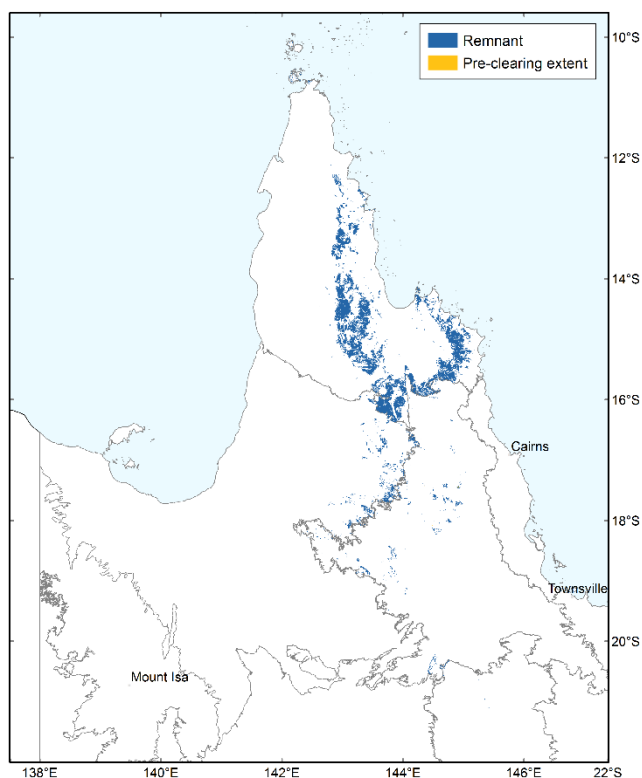 Remnant
Pre-clearing extent
10°S
12°S
14°S
16°S
Cairns
18°S
Townsville
20°S
Mount Isa
138°E
140°E
142°E
144°E
146°E
22°S